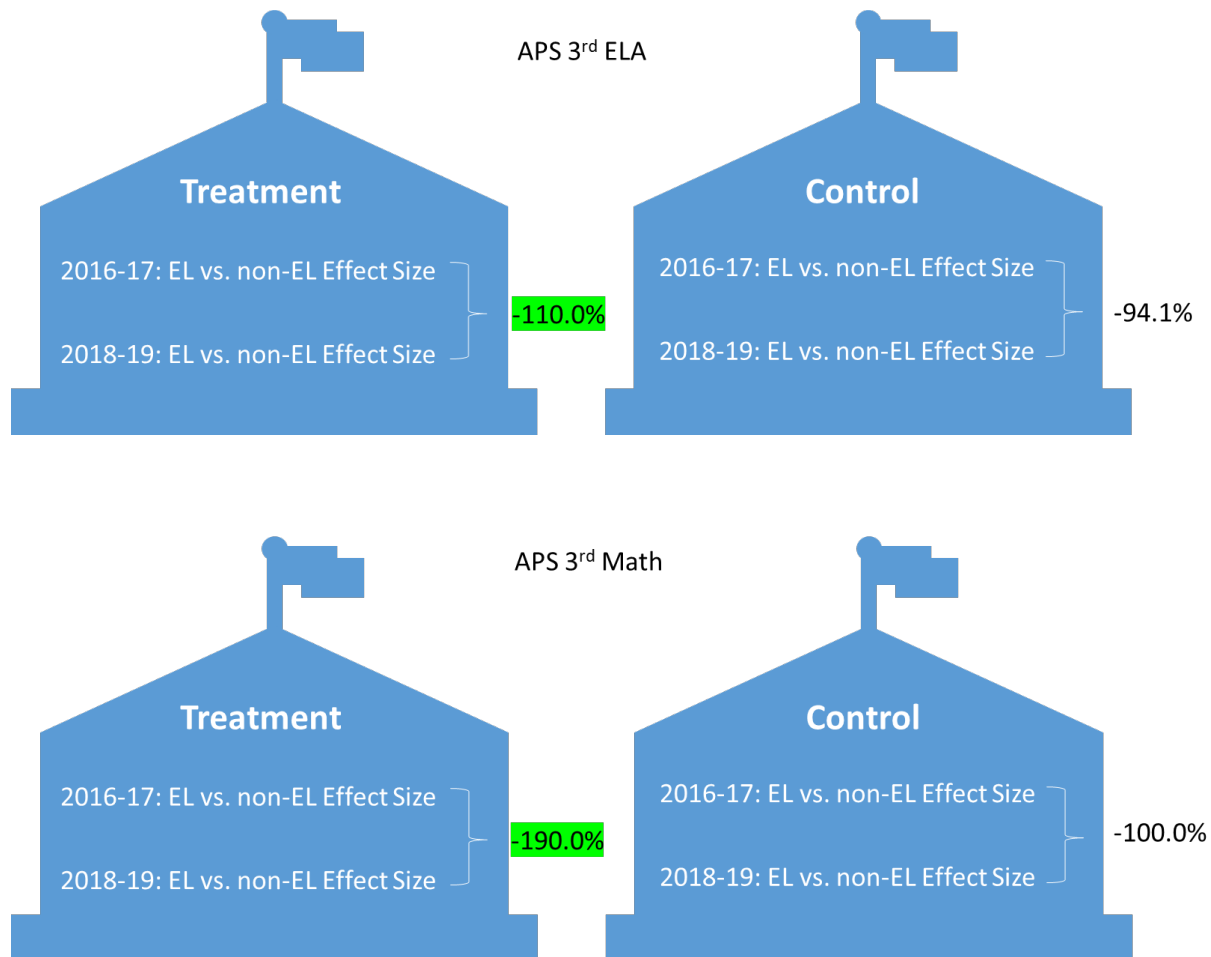 APS 3rd ELA
Treatment
2016-17: EL vs. non-EL Effect Size
-110.0%
2018-19: EL vs. non-EL Effect Size
Control
2016-17: EL vs. non-EL Effect Size
-94.1%
2018-19: EL vs. non-EL Effect Size
APS 3rd Math
Treatment
2016-17: EL vs. non-EL Effect Size
-190.0%
2018-19: EL vs. non-EL Effect Size
Control
2016-17: EL vs. non-EL Effect Size
-100.0%
2018-19: EL vs. non-EL Effect Size